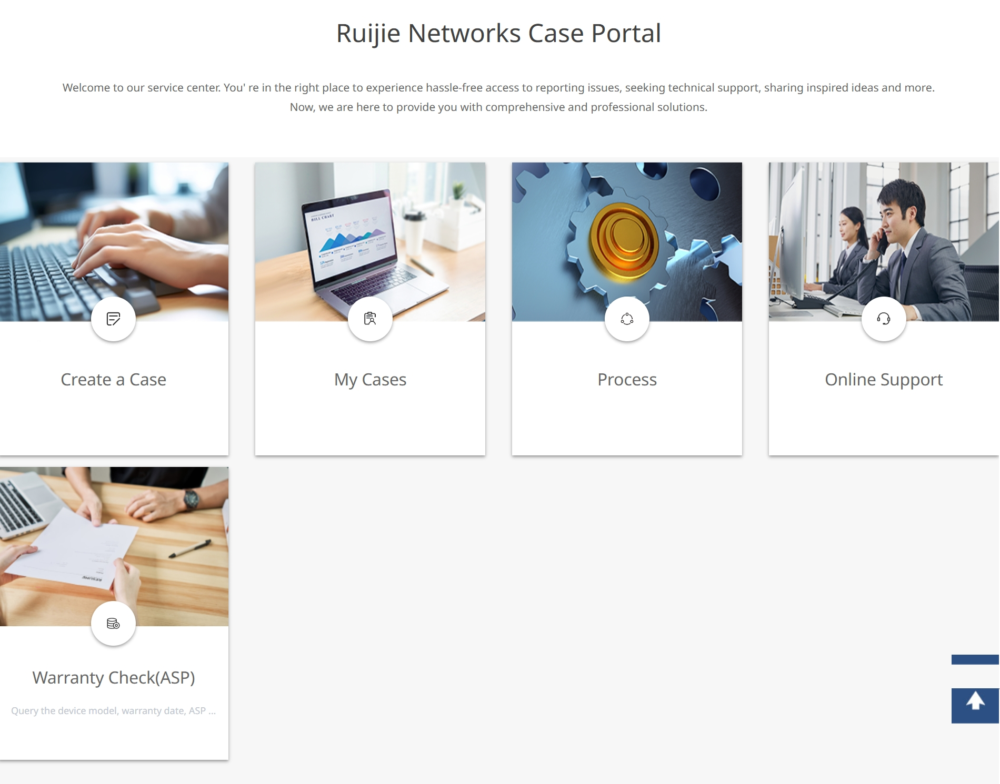 Ruijie Networks Case Portal
Welcome to our service center. You' re in the right place to experience hassle-free access to reporting issues, seeking technical support, sharing inspired ideas and more.
Now, we are here to provide you with comprehensive and professional solutions.
HILL CHART
Create a Case
My Cases
Process
Online Support
RESUME
Warranty Check(ASP)
Query the device model, warranty date, ASP ...